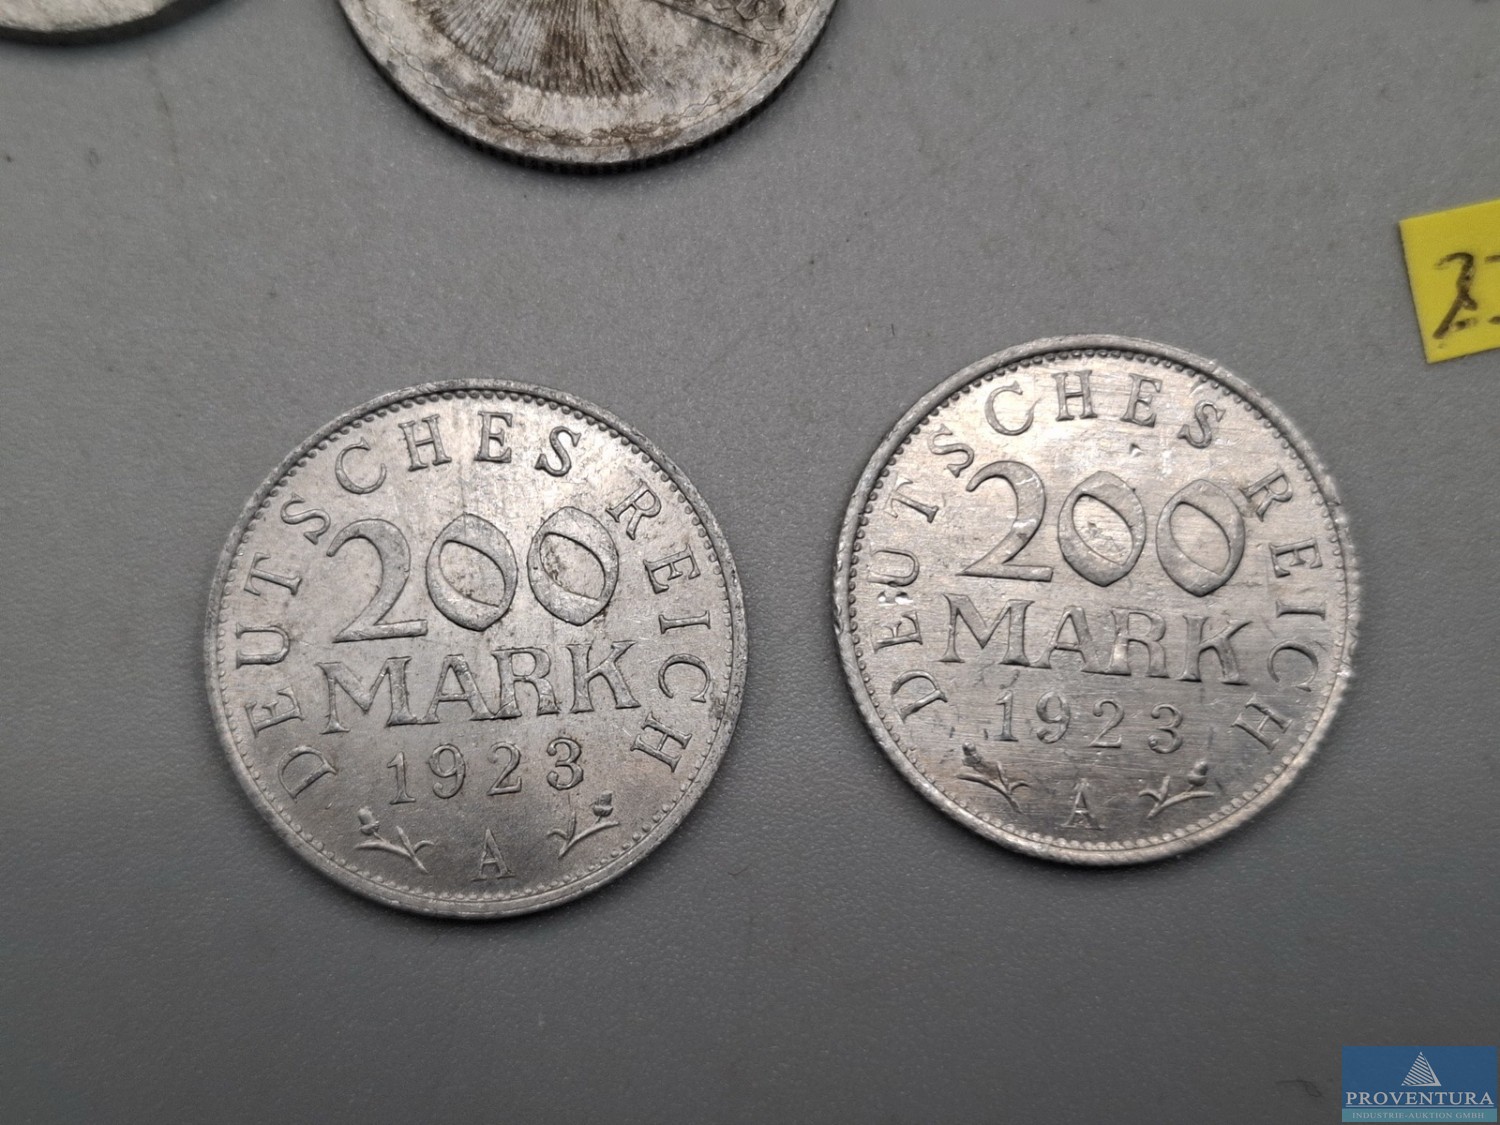 DEUTSCHES REICH
200
MARK
1923
A
DEUTSCHES REICH
200
MARK
1923
A
PROVENTURA
INDUSTRIE-AUKTION GMBH